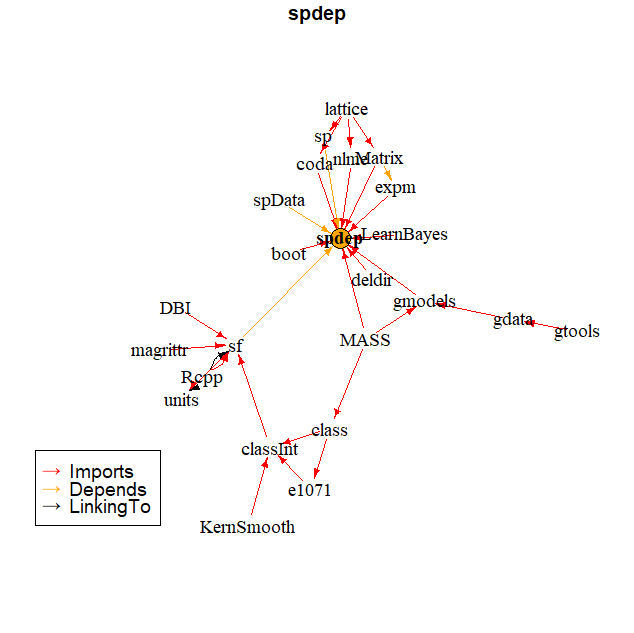 spdep
lattice
sp
coda
nlme
Matrix
expm
spData
spdep
LearnBayes
boot
deldir
gmodels
DBI
gdata
gtools
magrittr
sf
MASS
Rcpp
units
class
classInt
e1071
KernSmooth
→ Imports
→ Depends
→ LinkingTo